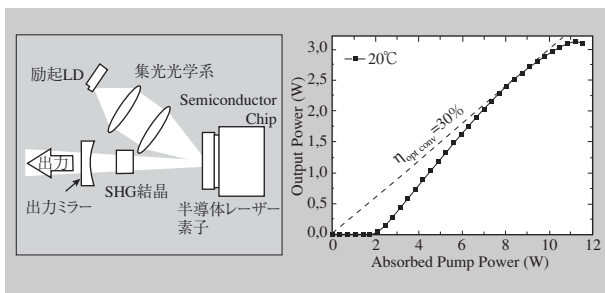 励起LD
集光光学系
Semiconductor
Chip
出力
SHG結晶
出力ミラー
半導体レーザー
素子
20℃
η opt conv =30%
Output Power (W)
3,0
2,5
2,0
1,5
1,0
0,5
0,0
0 2 4 6 8 10 12
Absorbed Pump Power (W)